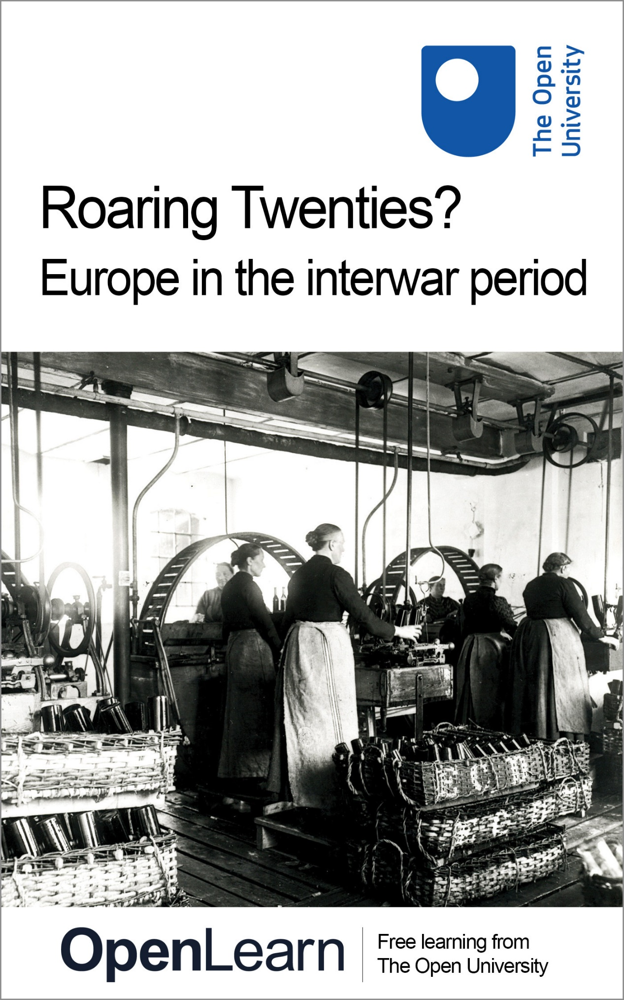 The Open
University
Roaring Twenties?
Europe in the interwar period
OpenLearn
Free learning from
The Open University